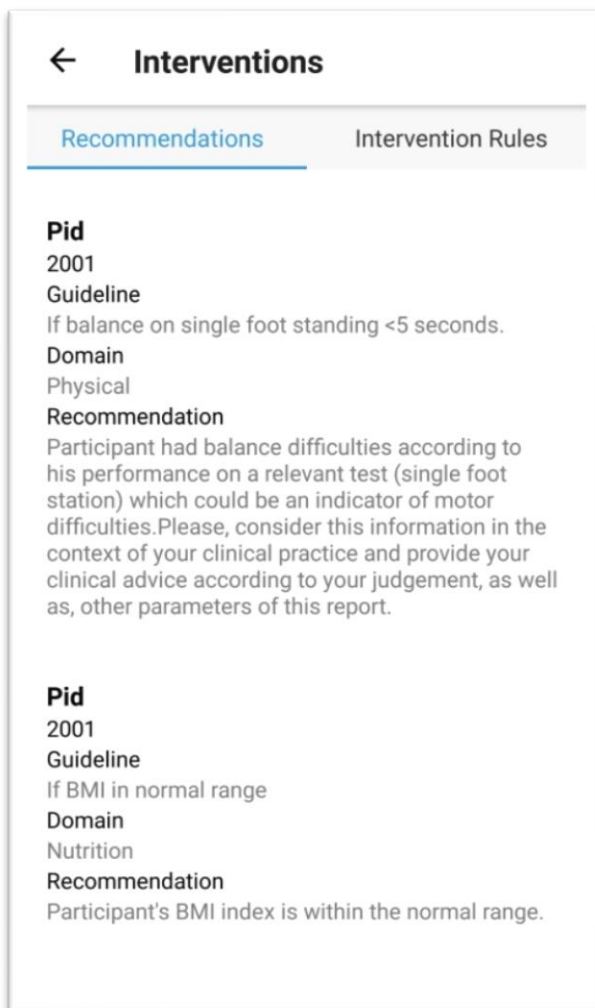 Interventions
Recommendations
Intervention Rules
Pid
2001
Guideline
If balance on single foot standing <5 seconds.
Domain
Physical
Recommendation
Participant had balance difficulties according to
his performance on a relevant test (single foot
station) which could be an indicator of motor
difficulties.Please, consider this information in the
context of your clinical practice and provide your
clinical advice according to your judgement, as well
as, other parameters of this report.
Pid
2001
Guideline
If BMI in normal range
Domain
Nutrition
Recommendation
Participant's BMI index is within the normal range.